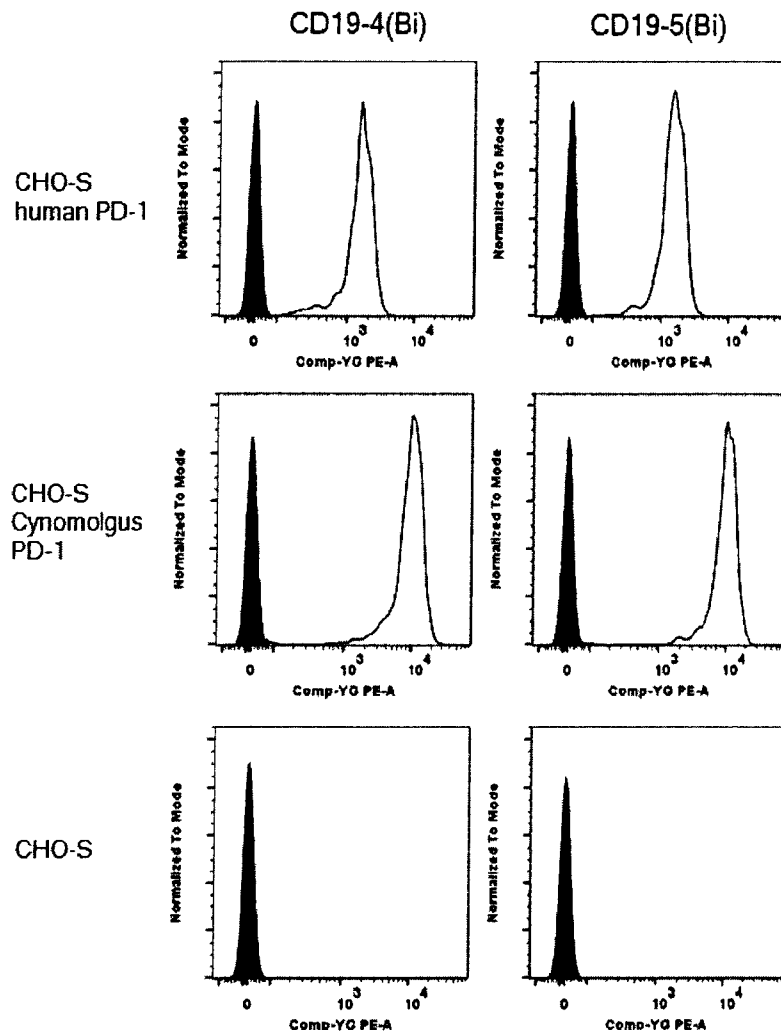 CD19-4(Bi) CD19-5(Bi)
CHO-S
human PD-1
Normalized To Mode
0 10³ 10⁴
Comp-YG PE-A
Normalized To Mode
0 10³ 10⁴
Comp-YG PE-A
CHO-S
Cynomolgus
PD-1
Normalized To Mode
0 10³ 10⁴
Comp-YG PE-A
Normalized To Mode
0 10³ 10⁴
Comp-YG PE-A
CHO-S
Normalized To Mode
0 10³ 10⁴
Comp-YG PE-A
Normalized To Mode
0 10³ 10⁴
Comp-YG PE-A